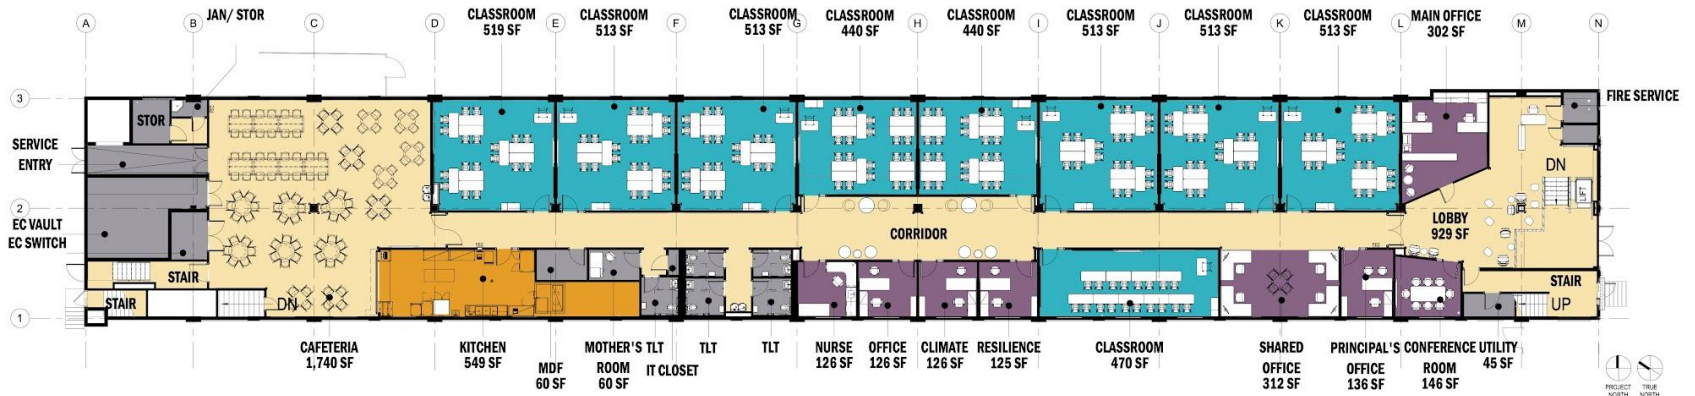 JAN/ STOR
CLASSROOM
519 SF
CLASSROOM
513 SF
CLASSROOM
513 SF
CLASSROOM
440 SF
CLASSROOM
440 SF
CLASSROOM
513 SF
CLASSROOM
513 SF
CLASSROOM
513 SF
MAIN OFFICE
302 SF
A
B
C
D
E
F
G
H
I
J
K
L
M
N
3
FIRE SERVICE
STOR
SERVICE
ENTRY
DN
2
EC VAULT
EC SWITCH
CORRIDOR
LOBBY
929 SF
LIFT
STAIR
STAIR
DN
STAIR
UP
1
CAFETERIA
1,740 SF
KITCHEN
549 SF
MDF
60 SF
MOTHER'S
ROOM
60 SF
TLT
IT CLOSET
TLT
TLT
NURSE
126 SF
OFFICE
126 SF
CLIMATE
126 SF
RESILIENCE
125 SF
CLASSROOM
470 SF
SHARED
OFFICE
312 SF
PRINCIPAL'S
OFFICE
136 SF
CONFERENCE
ROOM
146 SF
UTILITY
45 SF
PROJECT
NORTH
TRUE
NORTH